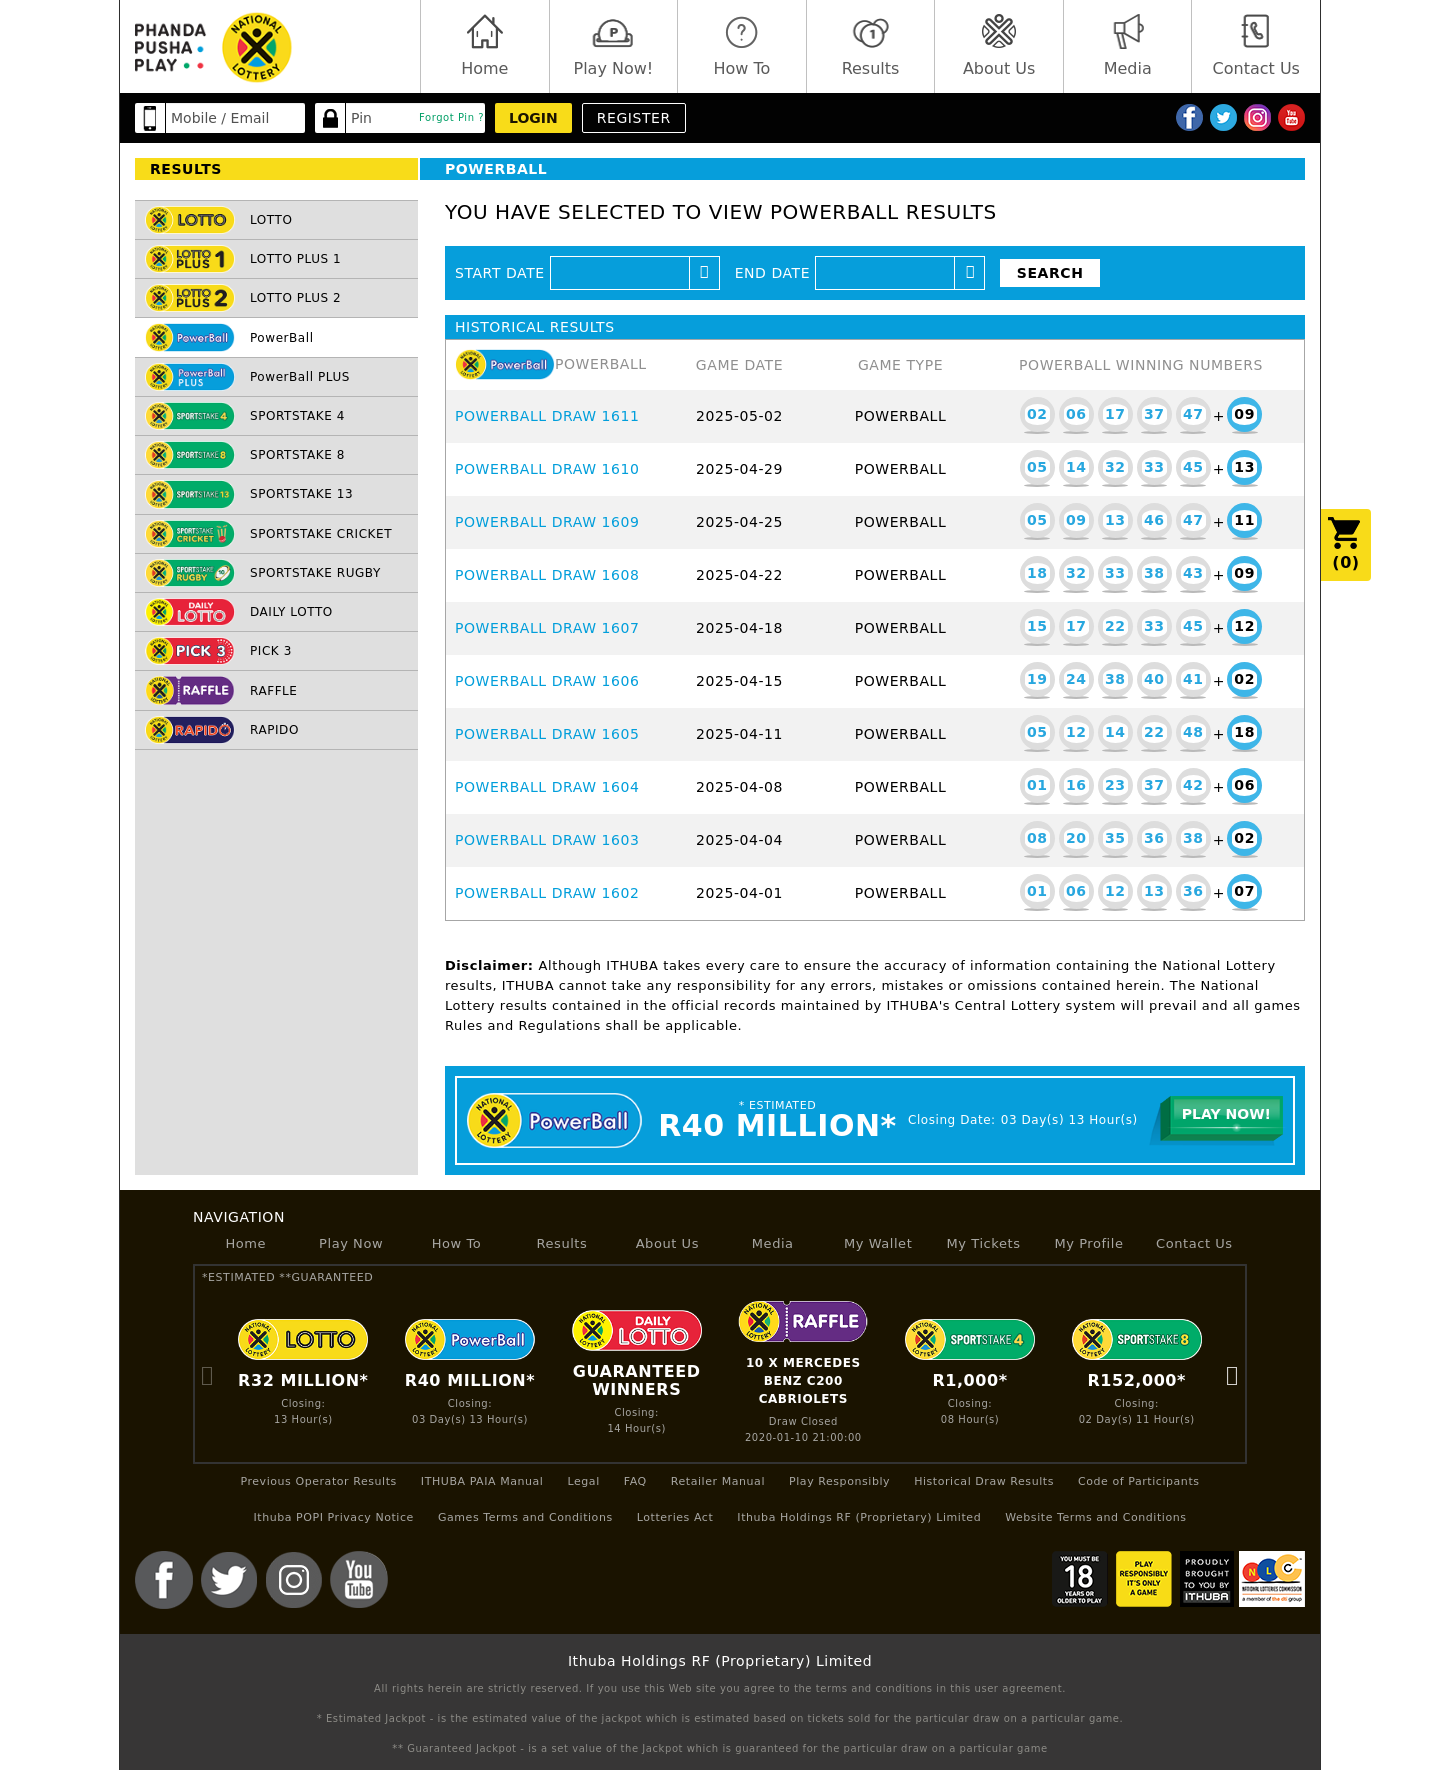 PHANDA
PUSHA
PLAY
NATIONAL
LOTTERY
Home
Play Now!
How To
Results
About Us
Media
Contact Us
Mobile / Email
Pin
Forgot Pin ?
LOGIN
REGISTER
RESULTS
POWERBALL
LOTTO
LOTTO
LOTTO PLUS 1
LOTTO PLUS 1
LOTTO PLUS 2
LOTTO PLUS 2
PowerBall
PowerBall
PowerBall PLUS
PowerBall PLUS
SPORTSTAKE 4
SPORTSTAKE 4
SPORTSTAKE 8
SPORTSTAKE 8
SPORTSTAKE 13
SPORTSTAKE 13
SPORTSTAKE CRICKET
SPORTSTAKE CRICKET
SPORTSTAKE RUGBY
SPORTSTAKE RUGBY
DAILY LOTTO
DAILY LOTTO
PICK 3
PICK 3
RAFFLE
RAFFLE
RAPIDO
RAPIDO
YOU HAVE SELECTED TO VIEW POWERBALL RESULTS
START DATE
END DATE
SEARCH
HISTORICAL RESULTS
PowerBall POWERBALL GAME DATE GAME TYPE POWERBALL WINNING NUMBERS
POWERBALL DRAW 1611 2025-05-02 POWERBALL 02 06 17 37 47 + 09
POWERBALL DRAW 1610 2025-04-29 POWERBALL 05 14 32 33 45 + 13
POWERBALL DRAW 1609 2025-04-25 POWERBALL 05 09 13 46 47 + 11
POWERBALL DRAW 1608 2025-04-22 POWERBALL 18 32 33 38 43 + 09
POWERBALL DRAW 1607 2025-04-18 POWERBALL 15 17 22 33 45 + 12
POWERBALL DRAW 1606 2025-04-15 POWERBALL 19 24 38 40 41 + 02
POWERBALL DRAW 1605 2025-04-11 POWERBALL 05 12 14 22 48 + 18
POWERBALL DRAW 1604 2025-04-08 POWERBALL 01 16 23 37 42 + 06
POWERBALL DRAW 1603 2025-04-04 POWERBALL 08 20 35 36 38 + 02
POWERBALL DRAW 1602 2025-04-01 POWERBALL 01 06 12 13 36 + 07
(0)
Disclaimer: Although ITHUBA takes every care to ensure the accuracy of information containing the National Lottery
results, ITHUBA cannot take any responsibility for any errors, mistakes or omissions contained herein. The National
Lottery results contained in the official records maintained by ITHUBA's Central Lottery system will prevail and all games
Rules and Regulations shall be applicable.
NATIONAL LOTTERY PowerBall
* ESTIMATED
R40 MILLION*
Closing Date: 03 Day(s) 13 Hour(s)
PLAY NOW!
NAVIGATION
Home Play Now How To Results About Us Media My Wallet My Tickets My Profile Contact Us
*ESTIMATED **GUARANTEED
LOTTO
R32 MILLION*
Closing:
13 Hour(s)
PowerBall
R40 MILLION*
Closing:
03 Day(s) 13 Hour(s)
DAILY LOTTO
GUARANTEED
WINNERS
Closing:
14 Hour(s)
RAFFLE
10 X MERCEDES
BENZ C200
CABRIOLETS
Draw Closed
2020-01-10 21:00:00
SPORTSTAKE 4
R1,000*
Closing:
08 Hour(s)
SPORTSTAKE 8
R152,000*
Closing:
02 Day(s) 11 Hour(s)
Previous Operator Results ITHUBA PAIA Manual Legal FAQ Retailer Manual Play Responsibly Historical Draw Results Code of Participants
Ithuba POPI Privacy Notice Games Terms and Conditions Lotteries Act Ithuba Holdings RF (Proprietary) Limited Website Terms and Conditions
You Tube
YOU MUST BE
18
YEARS OR
OLDER TO PLAY
PLAY
RESPONSIBLY
IT'S ONLY
A GAME
PROUDLY
BROUGHT
TO YOU BY
ITHUBA
NLC
NATIONAL LOTTERIES COMMISSION
a member of the dti group
Ithuba Holdings RF (Proprietary) Limited
All rights herein are strictly reserved. If you use this Web site you agree to the terms and conditions in this user agreement.
* Estimated Jackpot - is the estimated value of the jackpot which is estimated based on tickets sold for the particular draw on a particular game.
** Guaranteed Jackpot - is a set value of the Jackpot which is guaranteed for the particular draw on a particular game